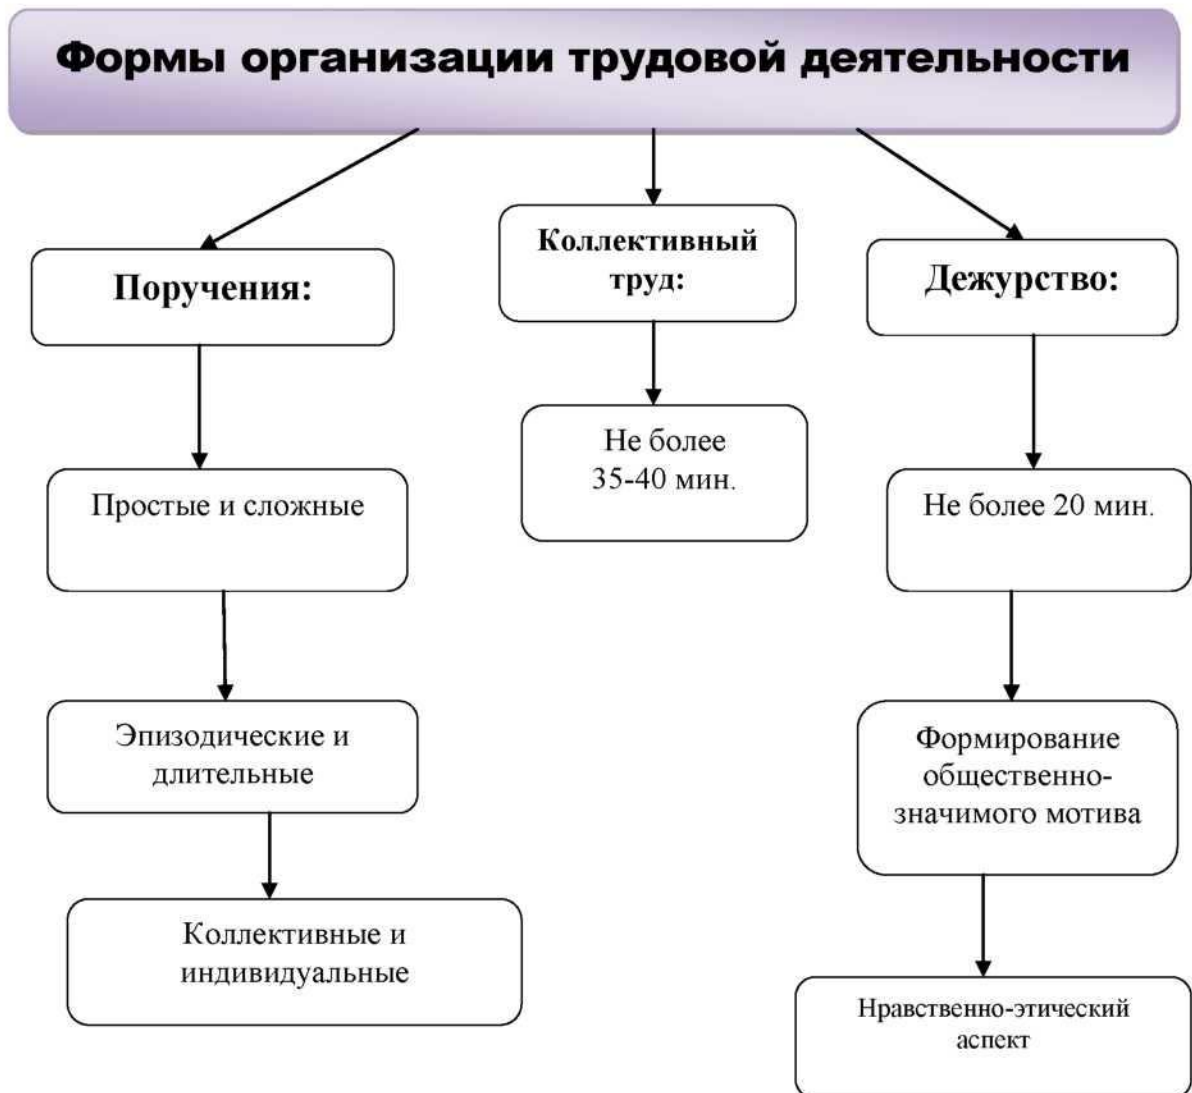 Формы организации трудовой деятельности
Поручения:
Простые и сложные
Эпизодические и
длительные
Коллективные и
индивидуальные
Коллективный
труд:
Не более
35-40 мин.
Дежурство:
Не более 20 мин.
Формирование
общественно-
значимого мотива
Нравственно-этический
аспект